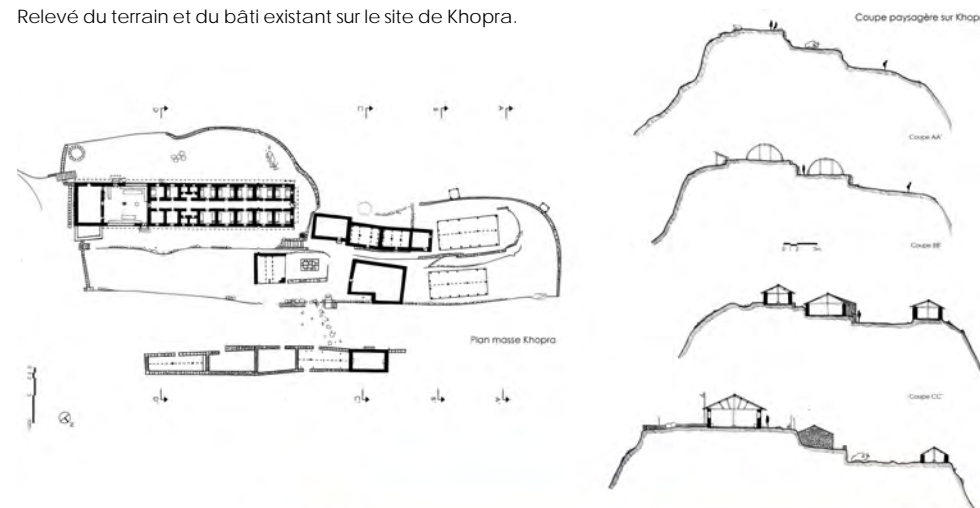 Relevé du terrain et du bâti existant sur le site de Khopra.
Coupe paysagère sur Khop
Coupe AA'
Coupe BB'
Plan masse Khopra
Coupe CC'